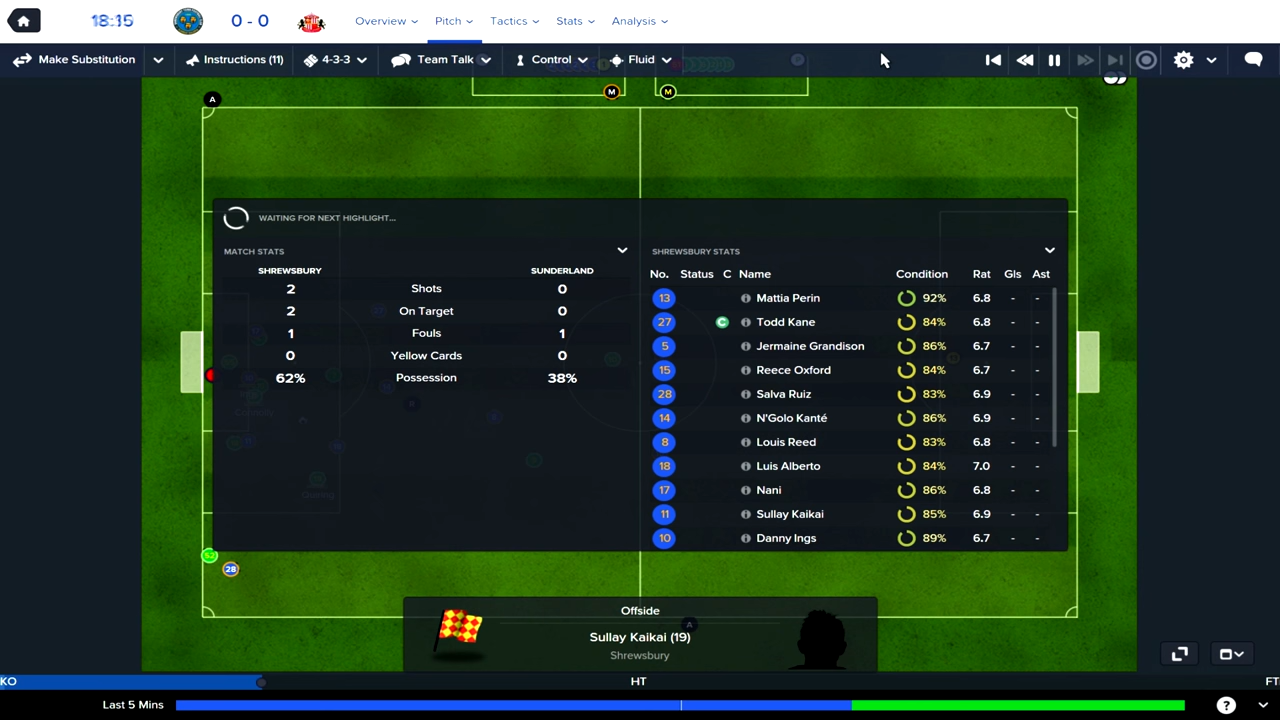 18:15 0 - 0 Overview Pitch Tactics Stats Analysis
Make Substitution Instructions (11) 4-3-3 Team Talk Control Fluid
M M
A
WAITING FOR NEXT HIGHLIGHT...
MATCH STATS
SHREWSBURY SUNDERLAND
2 Shots 0
2 On Target 0
1 Fouls 1
0 Yellow Cards 0
62% Possession 38%
SHREWSBURY STATS
No. Status C Name Condition Rat Gls Ast
13 Mattia Perin 92% 6.8 - -
27 C Todd Kane 84% 6.8 - -
5 Jermaine Grandison 86% 6.7 - -
15 Reece Oxford 84% 6.7 - -
28 Salva Ruiz 83% 6.9 - -
14 N'Golo Kanté 86% 6.9 - -
8 Louis Reed 83% 6.8 - -
18 Luis Alberto 84% 7.0 - -
17 Nani 86% 6.8 - -
11 Sullay Kaikai 85% 6.9 - -
10 Danny Ings 89% 6.7 - -
28
Offside
A
Sullay Kaikai (19)
Shrewsbury
KO HT FT
Last 5 Mins ?